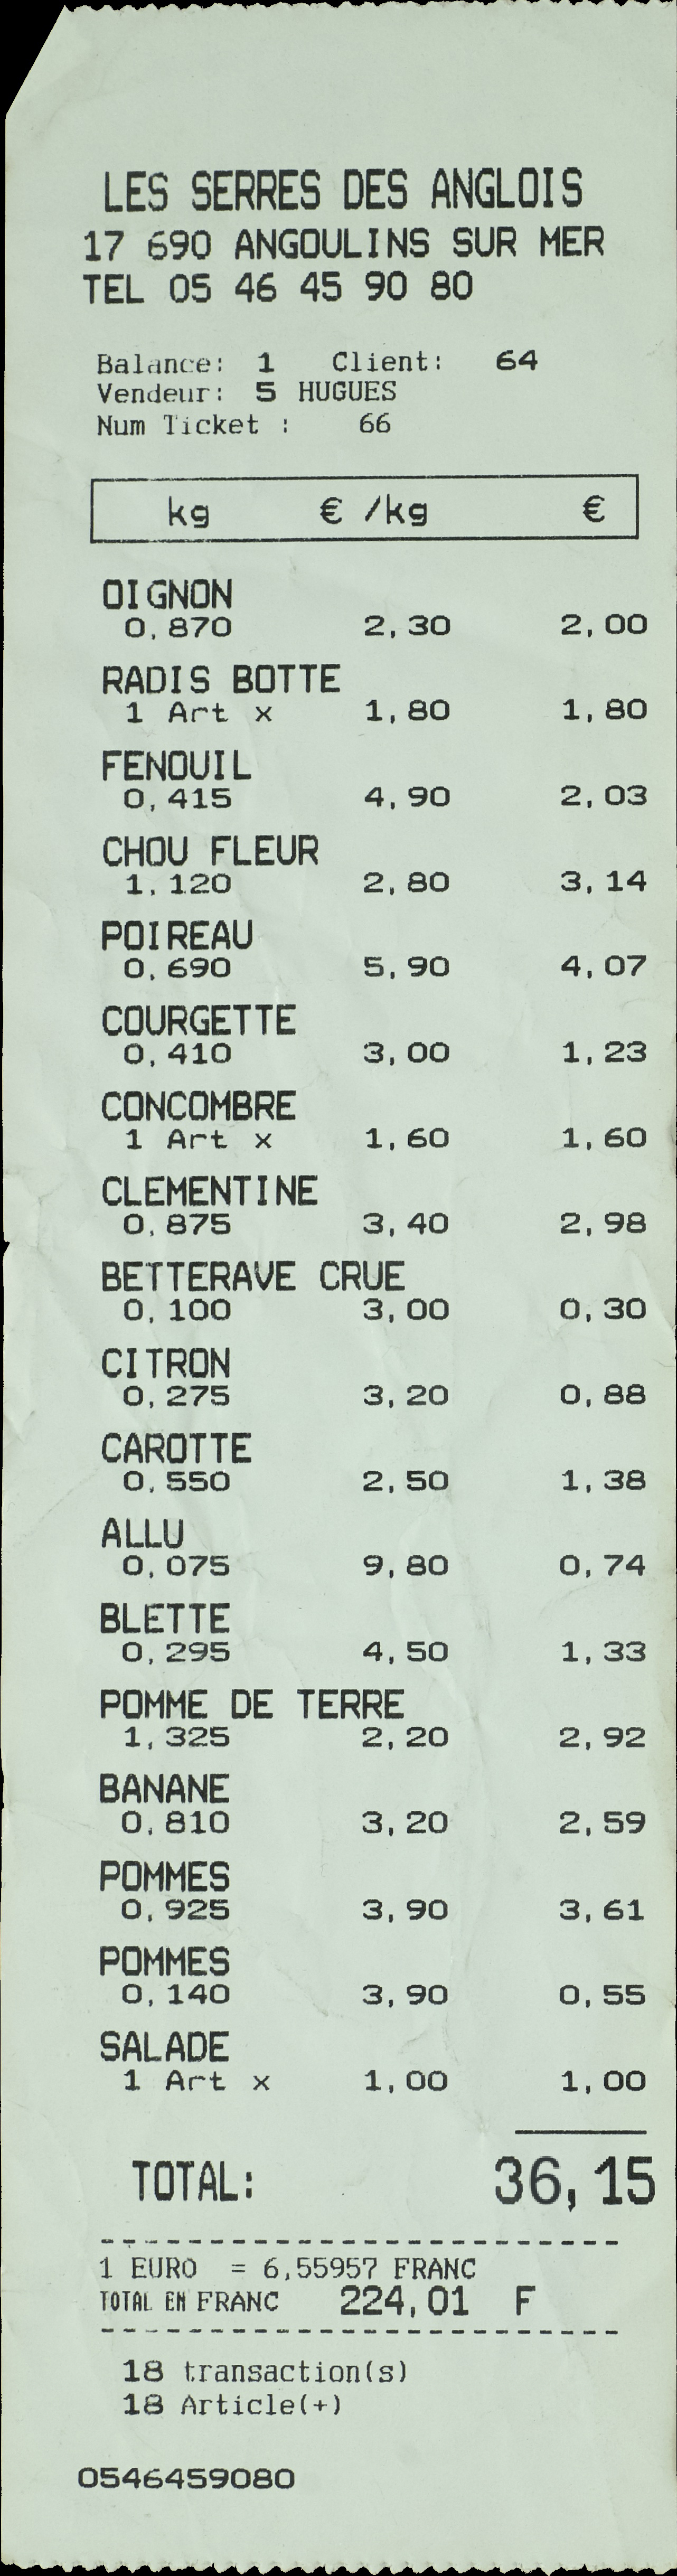 LES SERRES DES ANGLOIS
17 690 ANGOULINS SUR MER
TEL 05 46 45 90 80
Balance: 1 Client: 64
Vendeur: 5 HUGUES
Num Ticket : 66
kg € /kg €
OIGNON
0,870 2,30 2,00
RADIS BOTTE
1 Art x 1,80 1,80
FENOUIL
0,415 4,90 2,03
CHOU FLEUR
1,120 2,80 3,14
POIREAU
0,690 5,90 4,07
COURGETTE
0,410 3,00 1,23
CONCOMBRE
1 Art x 1,60 1,60
CLEMENTINE
0,875 3,40 2,98
BETTERAVE CRUE
0,100 3,00 0,30
CITRON
0,275 3,20 0,88
CAROTTE
0,550 2,50 1,38
ALLU
0,075 9,80 0,74
BLETTE
0,295 4,50 1,33
POMME DE TERRE
1,325 2,20 2,92
BANANE
0,810 3,20 2,59
POMMES
0,925 3,90 3,61
POMMES
0,140 3,90 0,55
SALADE
1 Art x 1,00 1,00
TOTAL: 36,15
1 EURO = 6,55957 FRANC
TOTAL EN FRANC 224,01 F
18 transaction(s)
18 Article(+)
0546459080